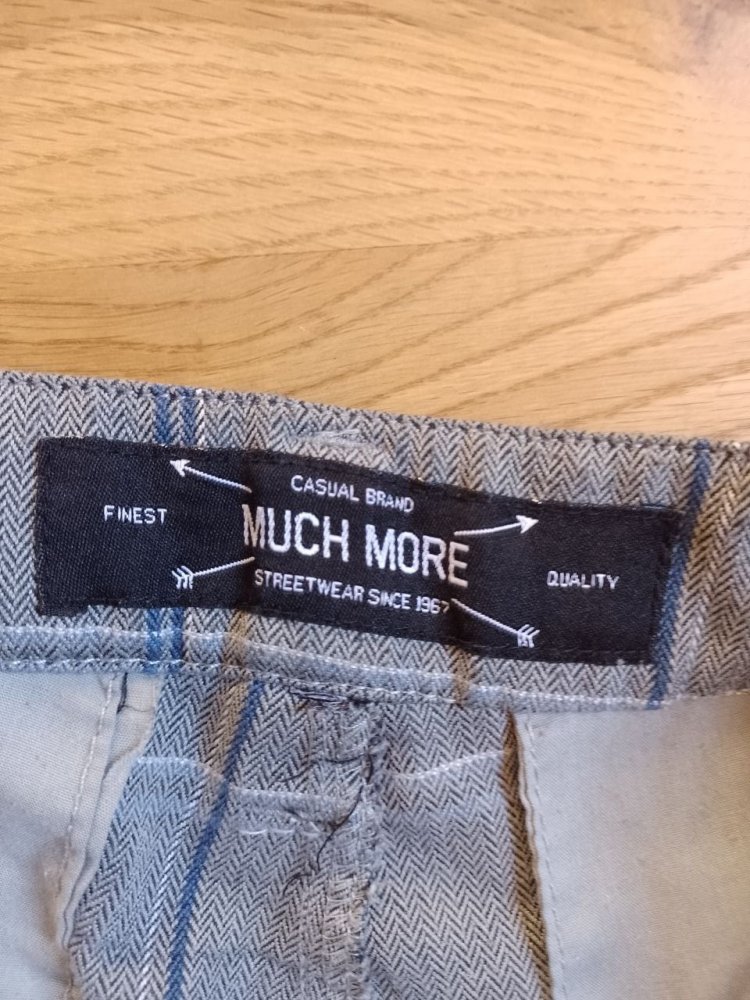 FINEST
CASUAL BRAND
MUCH MORE
STREETWEAR SINCE 1967
QUALITY